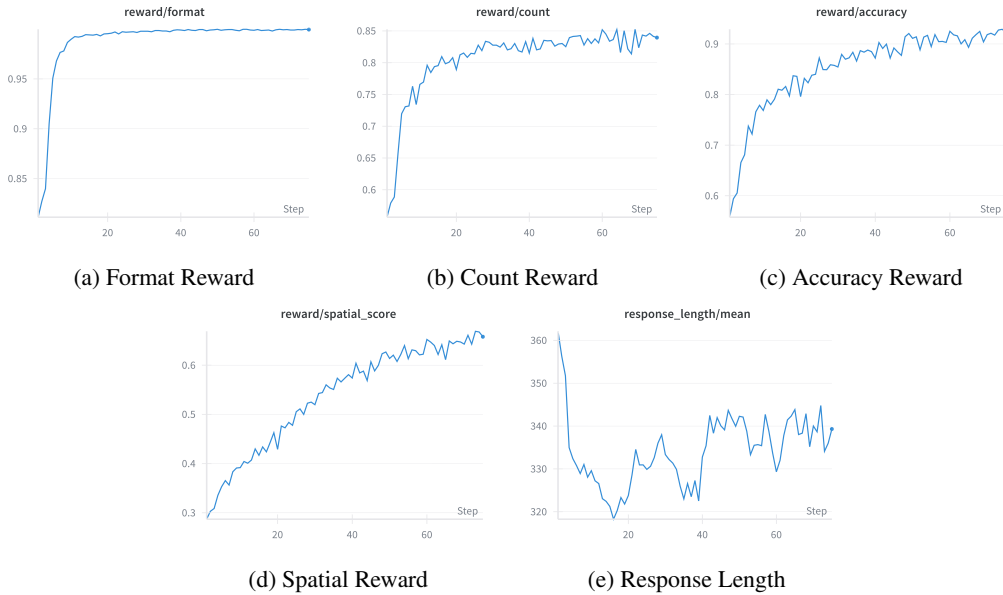 reward/format
0.95
0.9
0.85
Step
20
40
60
(a) Format Reward
reward/count
0.85
0.8
0.75
0.7
0.65
0.6
Step
20
40
60
(b) Count Reward
reward/accuracy
0.9
0.8
0.7
0.6
Step
20
40
60
(c) Accuracy Reward
reward/spatial_score
0.6
0.5
0.4
0.3
Step
20
40
60
(d) Spatial Reward
response_length/mean
360
350
340
330
320
Step
20
40
60
(e) Response Length